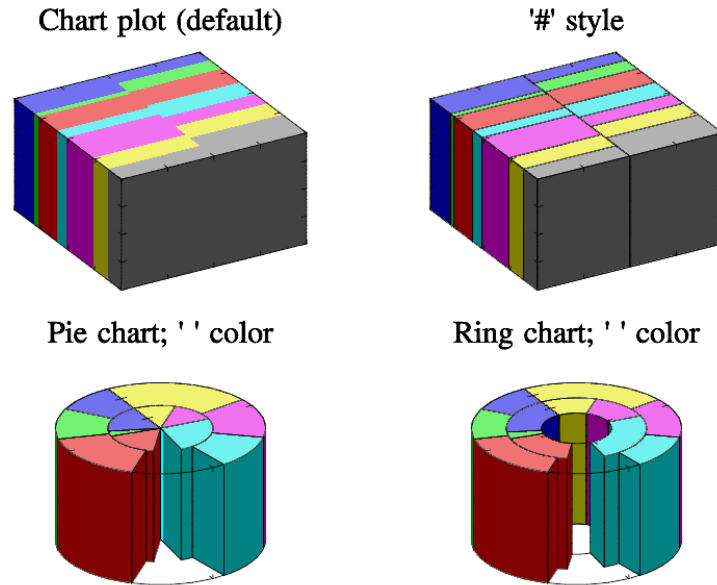 Chart plot (default)
'#' style
Pie chart; ' ' color
Ring chart; ' ' color